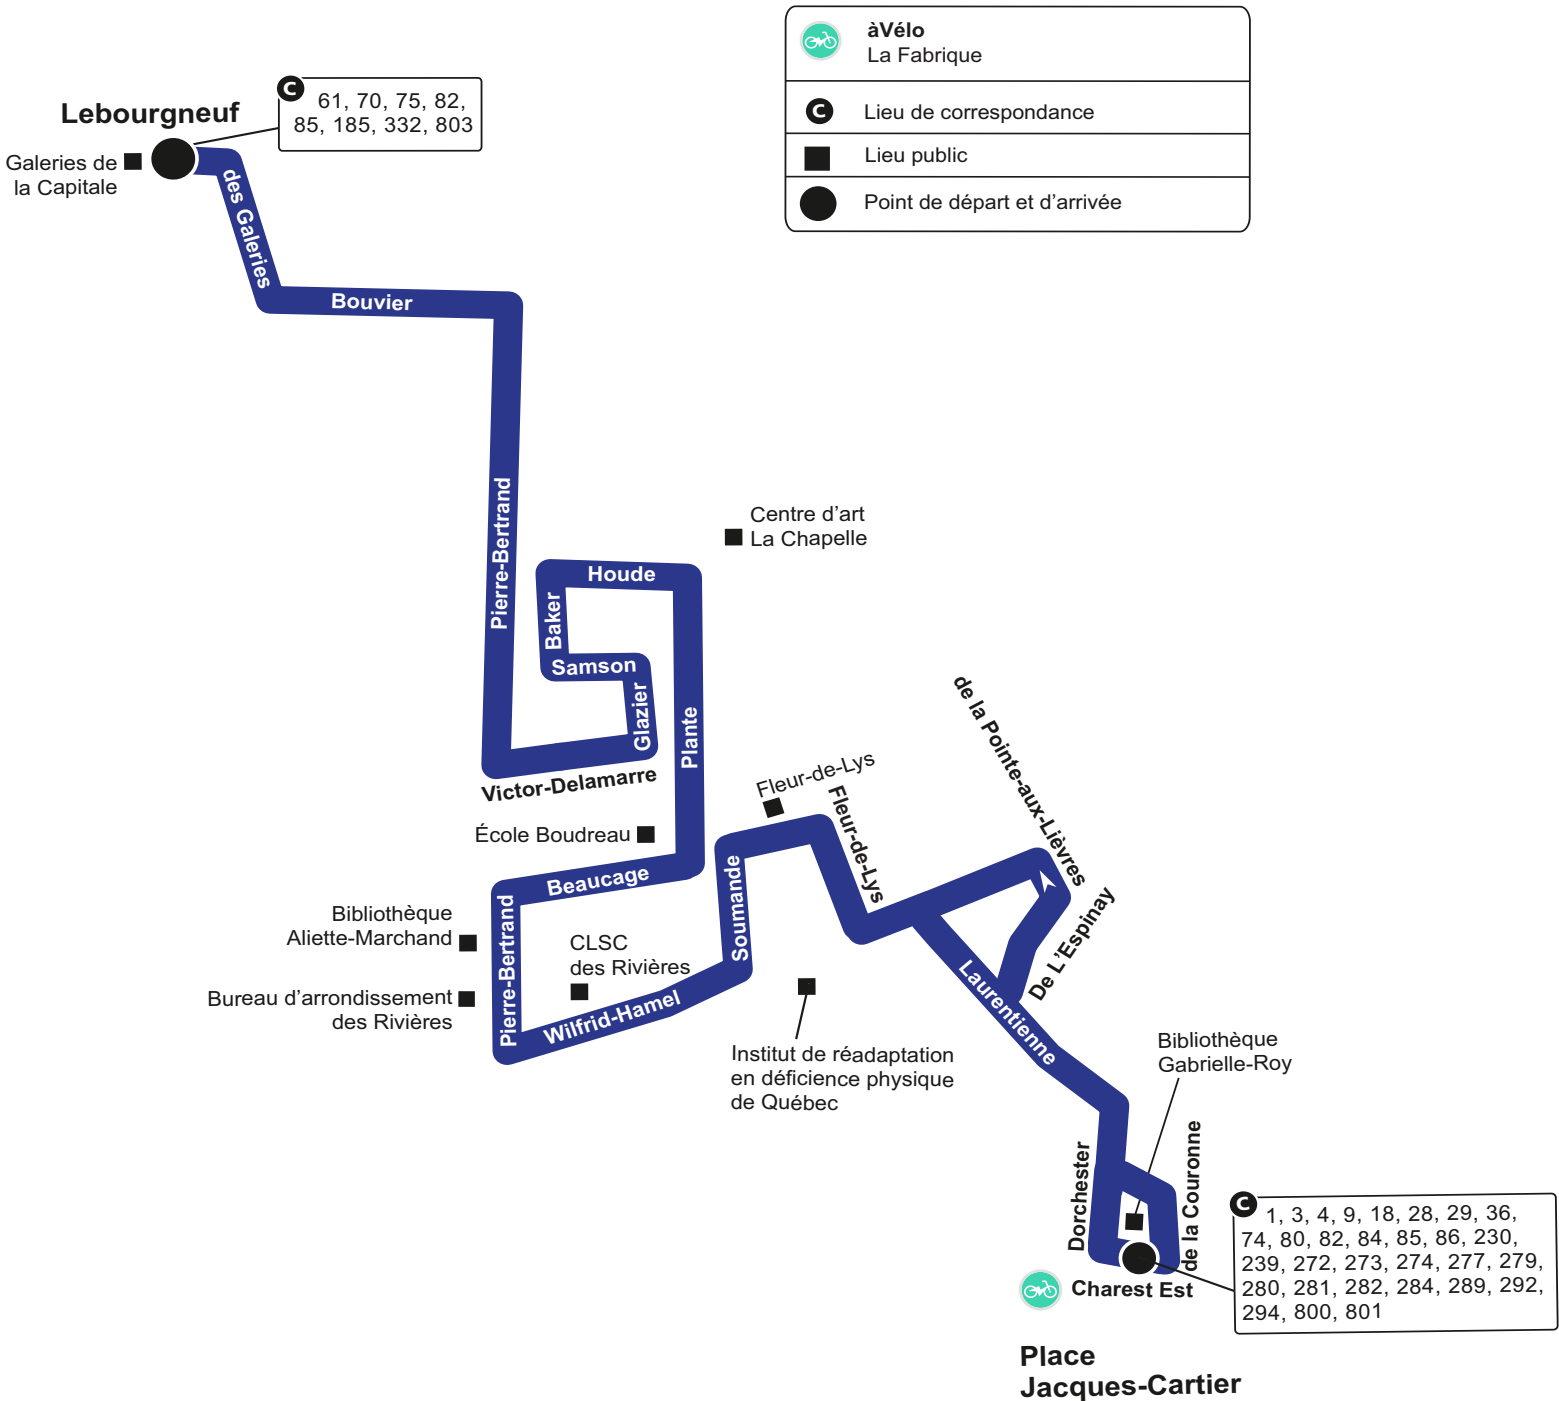 àVélo
La Fabrique
C
Lieu de correspondance
Lieu public
Point de départ et d’arrivée
Lebourgneuf
C
61, 70, 75, 82,
85, 185, 332, 803
Galeries de
la Capitale
des Galeries
Bouvier
Pierre-Bertrand
Centre d’art
La Chapelle
Houde
Baker
Samson
Glazier
Plante
Victor-Delamarre
École Boudreau
Beaucage
Pierre-Bertrand
Bibliothèque
Aliette-Marchand
Bureau d’arrondissement
des Rivières
CLSC
des Rivières
Wilfrid-Hamel
Soumande
Fleur-de-Lys
Fleur-de-Lys
de la Pointe-aux-Lièvres
De L’Espinay
Laurentienne
Institut de réadaptation
en déficience physique
de Québec
Bibliothèque
Gabrielle-Roy
Dorchester
de la Couronne
Charest Est
C
1, 3, 4, 9, 18, 28, 29, 36,
74, 80, 82, 84, 85, 86, 230,
239, 272, 273, 274, 277, 279,
280, 281, 282, 284, 289, 292,
294, 800, 801
Place
Jacques-Cartier